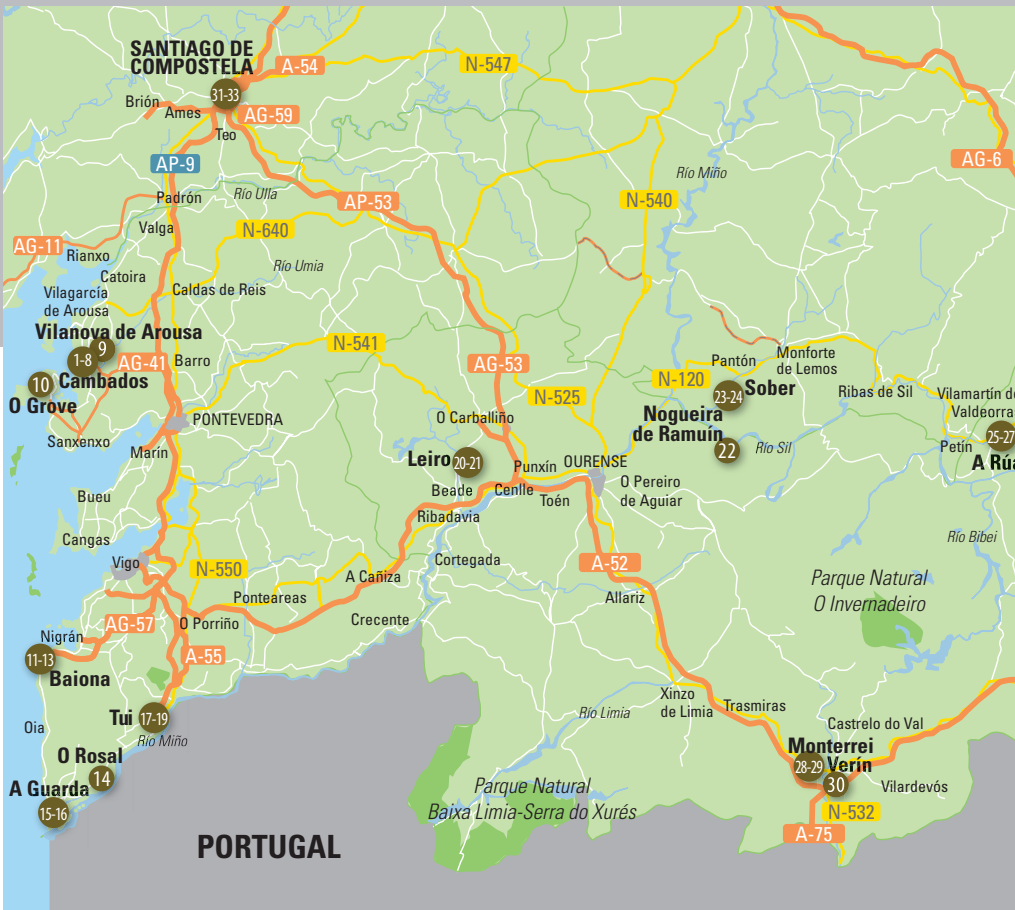 SANTIAGO DE
COMPOSTELA
31-33
A-54
N-547
Brión
Ames
AG-59
Teo
AP-9
Río Miño
AG-6
Padrón
Río Ulla
AP-53
N-540
Valga
N-640
AG-11
Rianxo
Catoira
Río Umia
Vilagarcía
de Arousa
Caldas de Reis
Vilanova de Arousa
9
1-8
AG-41
Barro
N-541
AG-53
Pantón
Monforte
de Lemos
10
Cambados
O Grove
N-120
23-24
Sober
Ribas de Sil
Vilamartín de
Valdeorra
N-525
O Carballiño
Nogueira
de Ramuín
22
Río Sil
25-27
Petín
A Rúa
Sanxenxo
PONTEVEDRA
Marín
Leiro
20-21
Punxín
OURENSE
Beade
Cenlle
Toén
O Pereiro
de Aguiar
Bueu
Ribadavia
Cangas
Río Bibei
Vigo
N-550
Cortegada
A-52
A Cañiza
Ponteareas
Allariz
Parque Natural
O Invernadeiro
AG-57
O Porriño
Crecente
Nigrán
11-13
Baiona
A-55
Xinzo
de Limia
Trasmiras
Oia
Tui
17-19
Río Miño
Río Limia
Castrelo do Val
O Rosal
14
Monterrei
28-29
Verín
30
Vilardevós
A Guarda
15-16
Parque Natural
Baixa Limia-Serra do Xurés
N-532
A-75
PORTUGAL